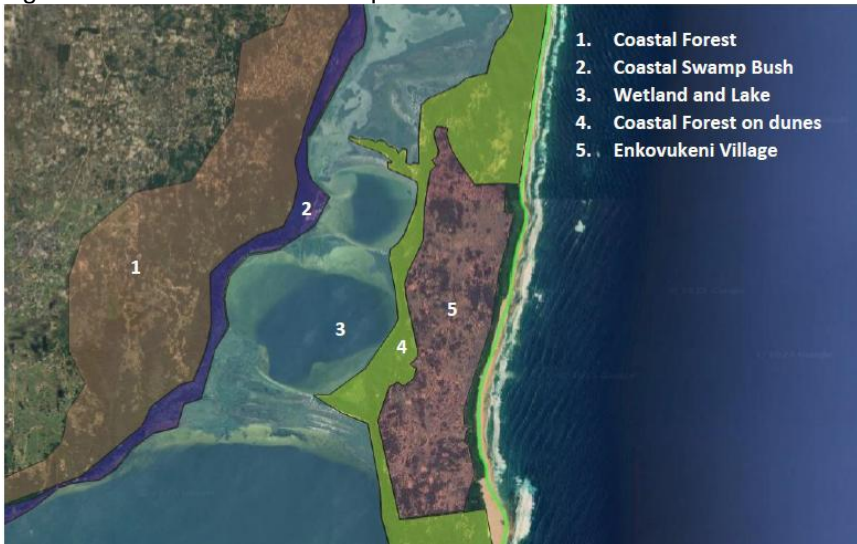 1. Coastal Forest
2. Coastal Swamp Bush
3. Wetland and Lake
4. Coastal Forest on dunes
5. Enkovukeni Village
2
1
3
4
5